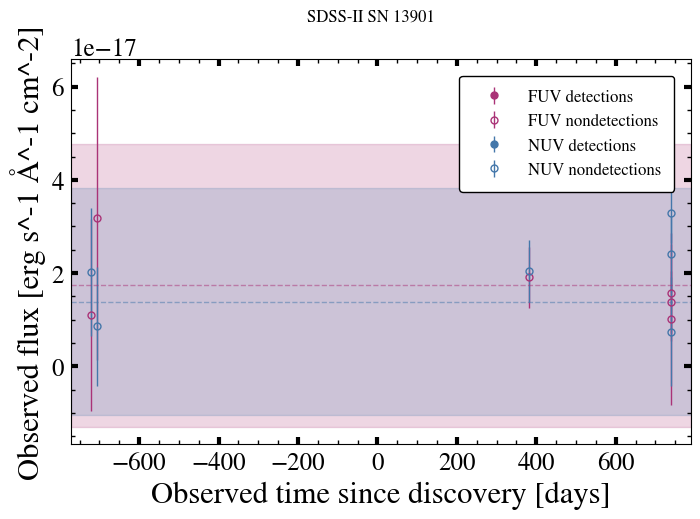 SDSS-II SN 13901
1e−17
FUV detections
FUV nondetections
NUV detections
NUV nondetections
6
4
2
0
−600
−400
−200
0
200
400
600
Observed time since discovery [days]
Observed flux [erg s^-1 Å^-1 cm^-2]